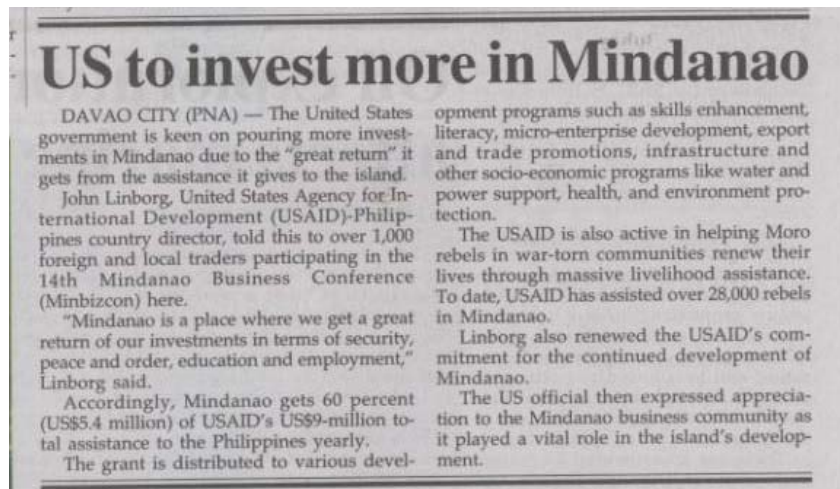 US to invest more in Mindanao
DAVAO CITY (PNA) — The United States
government is keen on pouring more invest-
ments in Mindanao due to the "great return" it
gets from the assistance it gives to the island.
John Linborg, United States Agency for In-
ternational Development (USAID)-Philip-
pines country director, told this to over 1,000
foreign and local traders participating in the
14th Mindanao Business Conference
(Minbizcon) here.
"Mindanao is a place where we get a great
return of our investments in terms of security,
peace and order, education and employment,"
Linborg said.
Accordingly, Mindanao gets 60 percent
(US$5.4 million) of USAID's US$9-million to-
tal assistance to the Philippines yearly.
The grant is distributed to various devel-
opment programs such as skills enhancement,
literacy, micro-enterprise development, export
and trade promotions, infrastructure and
other socio-economic programs like water and
power support, health, and environment pro-
tection.
The USAID is also active in helping Moro
rebels in war-torn communities renew their
lives through massive livelihood assistance.
To date, USAID has assisted over 28,000 rebels
in Mindanao.
Linborg also renewed the USAID's com-
mitment for the continued development of
Mindanao.
The US official then expressed apprecia-
tion to the Mindanao business community as
it played a vital role in the island's develop-
ment.